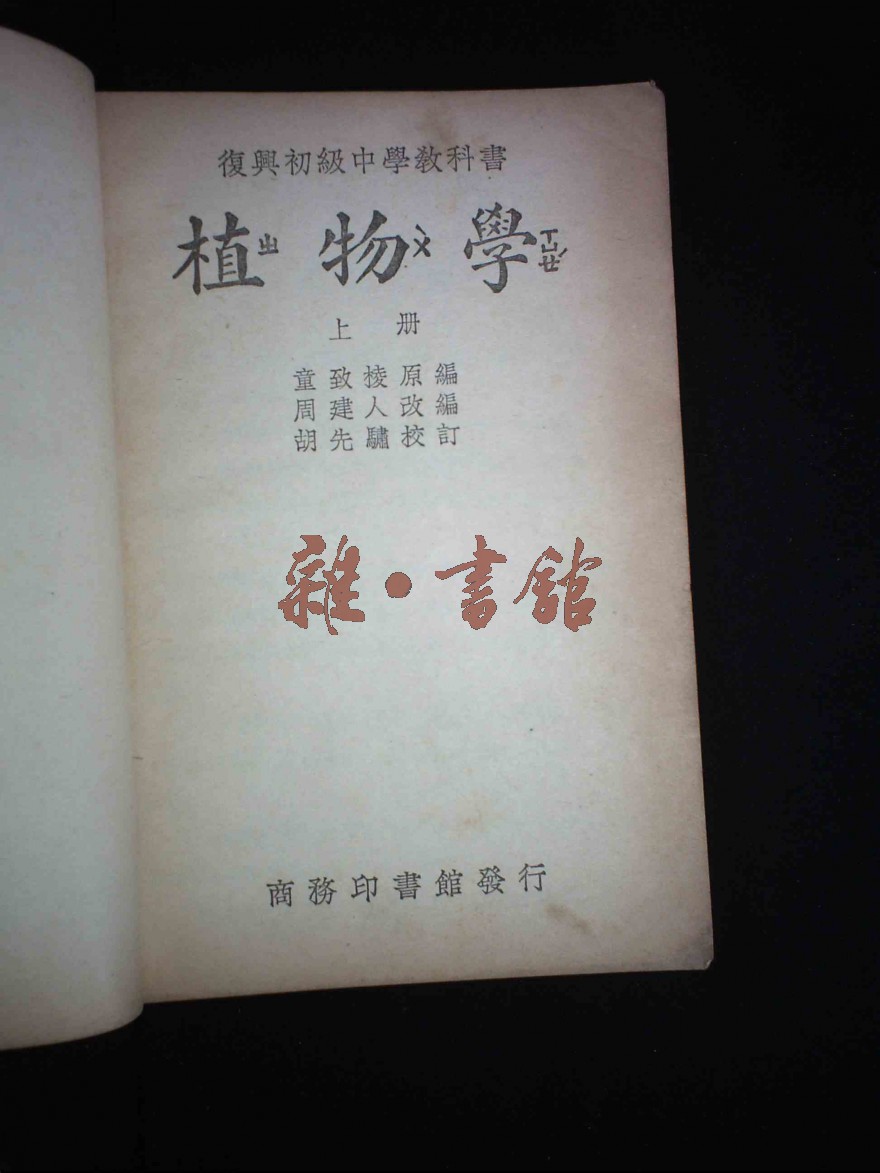 復興初級中學教科書
植ㄓ物ㄨˋ學ㄒㄩㄝˊ
上冊
童致棱原編
周建人改編
胡先驌校訂
雜·書館
商務印書館發行